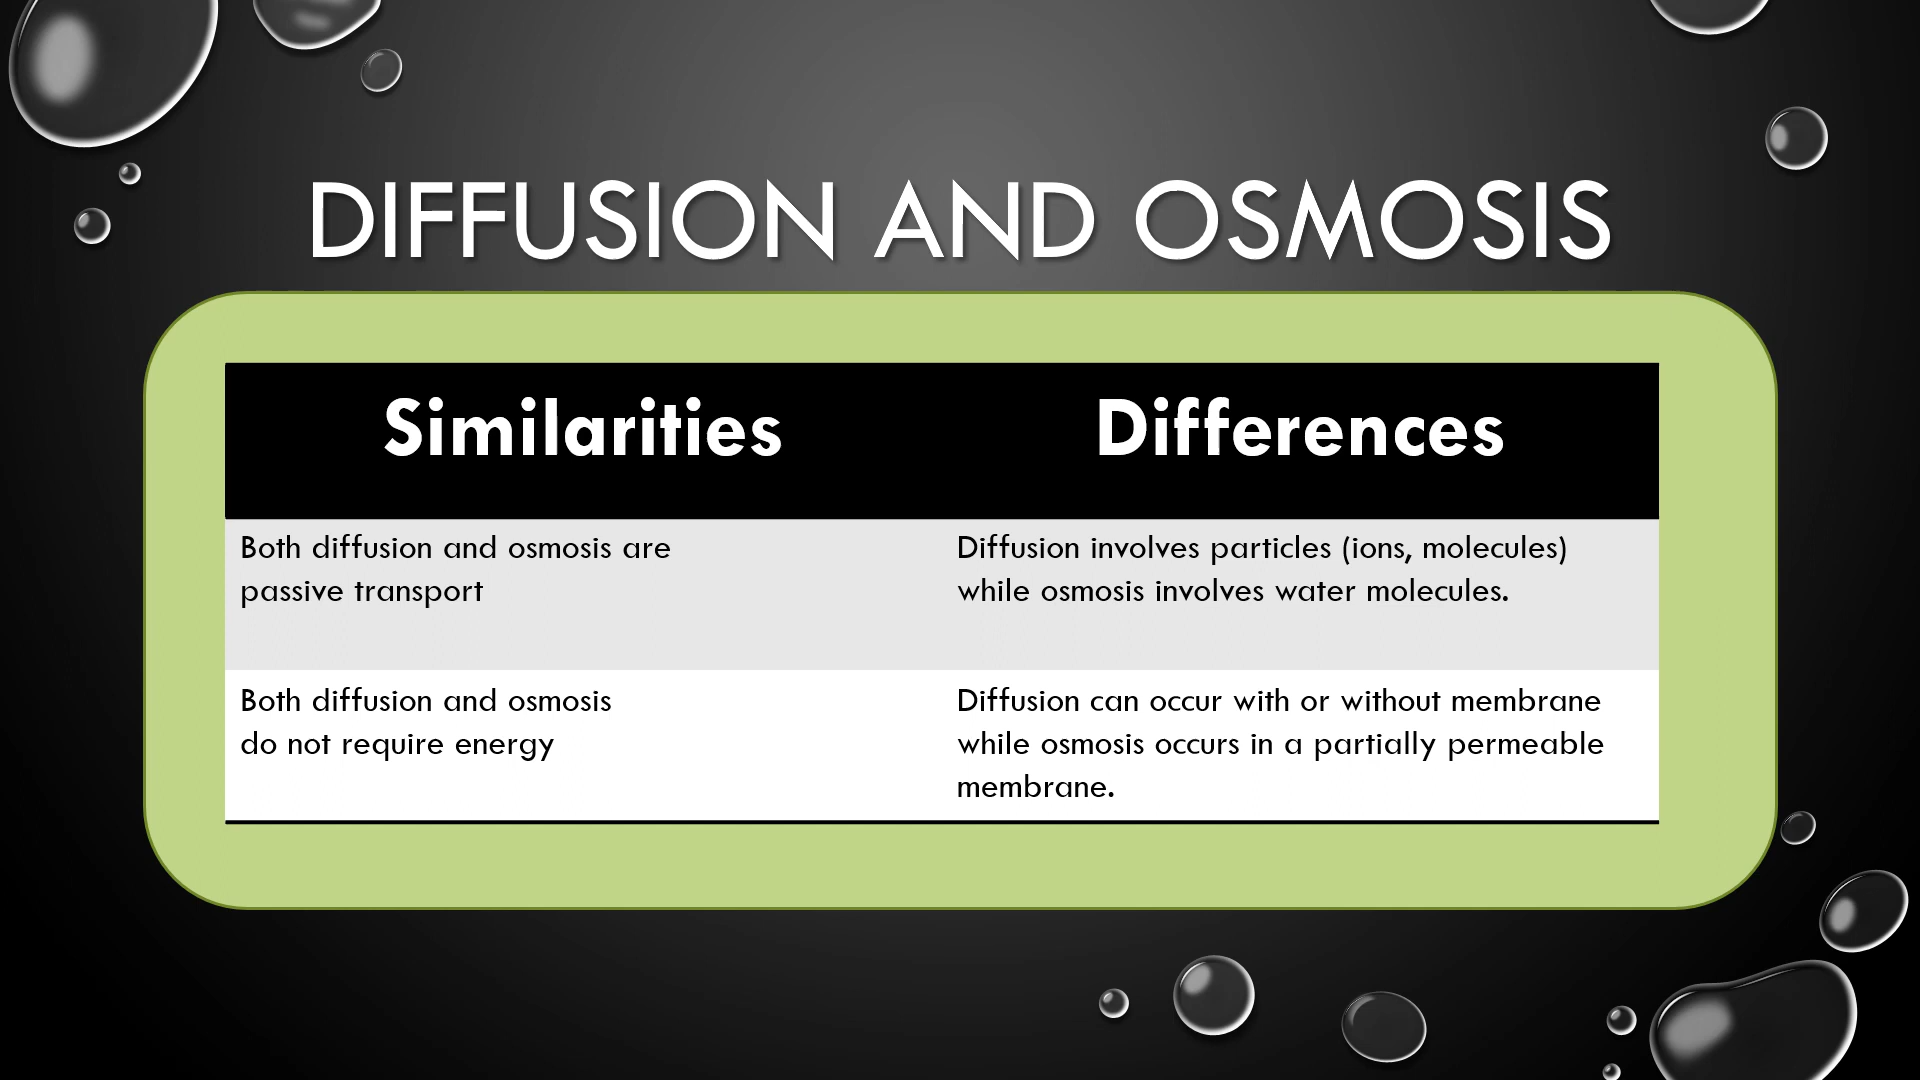 DIFFUSION AND OSMOSIS
Similarities
Differences
Both diffusion and osmosis are
passive transport
Diffusion involves particles (ions, molecules)
while osmosis involves water molecules.
Both diffusion and osmosis
do not require energy
Diffusion can occur with or without membrane
while osmosis occurs in a partially permeable
membrane.